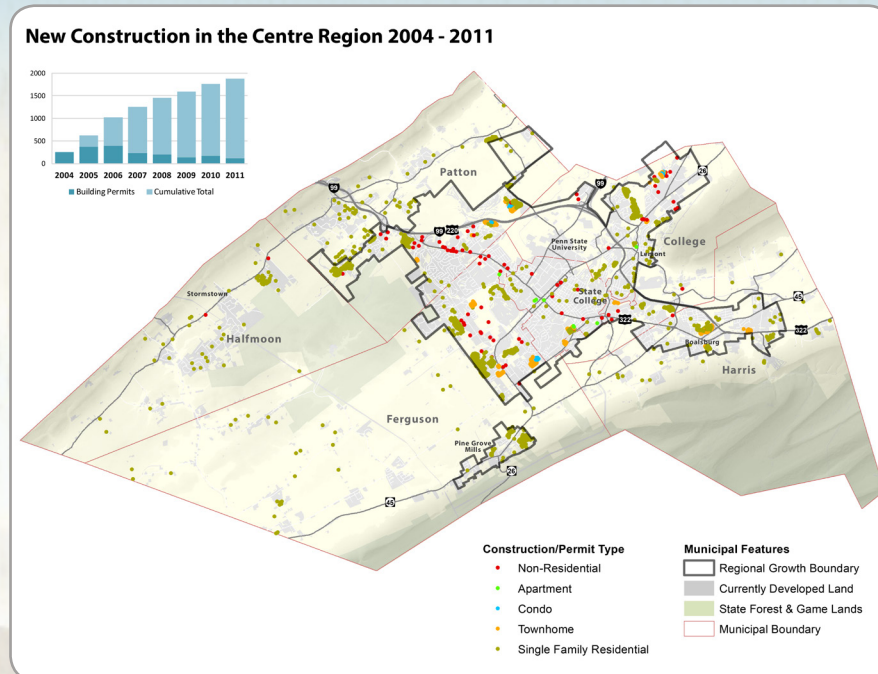 New Construction in the Centre Region 2004 - 2011
2000
1500
1000
500
0
2004 2005 2006 2007 2008 2009 2010 2011
Building Permits Cumulative Total
Patton
99
99
26
99 220
Penn State
University
College
Lemont
Stormstown
State
College
45
322
322
Halfmoon
Boalsburg
Harris
Ferguson
Pine Grove
Mills
26
45
Construction/Permit Type
Non-Residential
Apartment
Condo
Townhome
Single Family Residential
Municipal Features
Regional Growth Boundary
Currently Developed Land
State Forest & Game Lands
Municipal Boundary